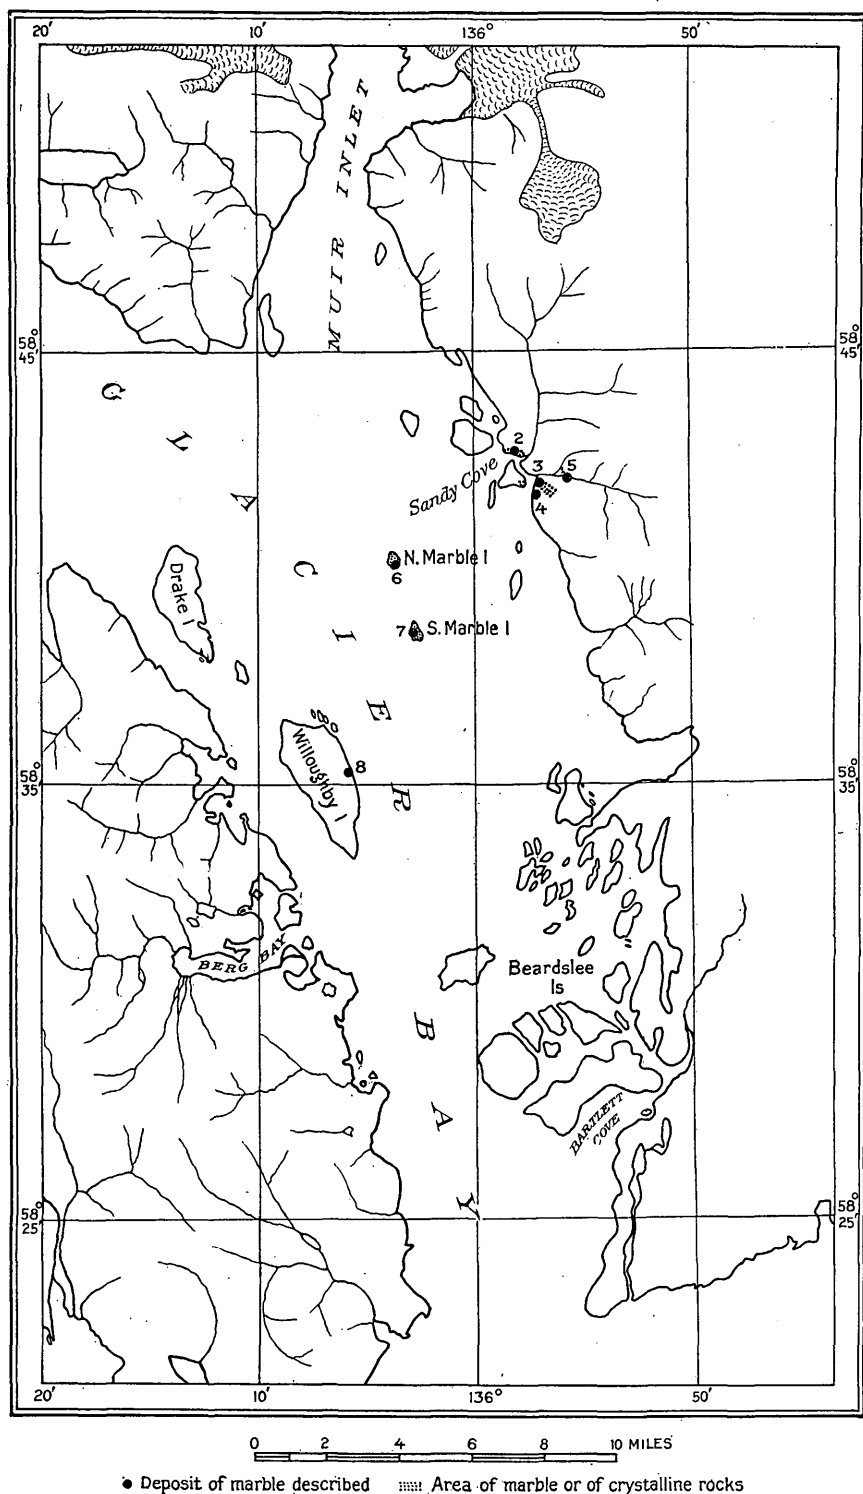 20' 10' 136° 50'
MUIR INLET
58° 45' 58° 45'
GLACIER BAY
2
Sandy Cove
3 5
4
N. Marble I
6
Drake I
7 S. Marble I
Willoughby I
8
58° 35' 58° 35'
BERG BAY
Beardslee
Is
BARTLETT
COVE
58° 25' 58° 25'
20' 10' 136° 50'
0 2 4 6 8 10 MILES
Deposit of marble described Area of marble or of crystalline rocks